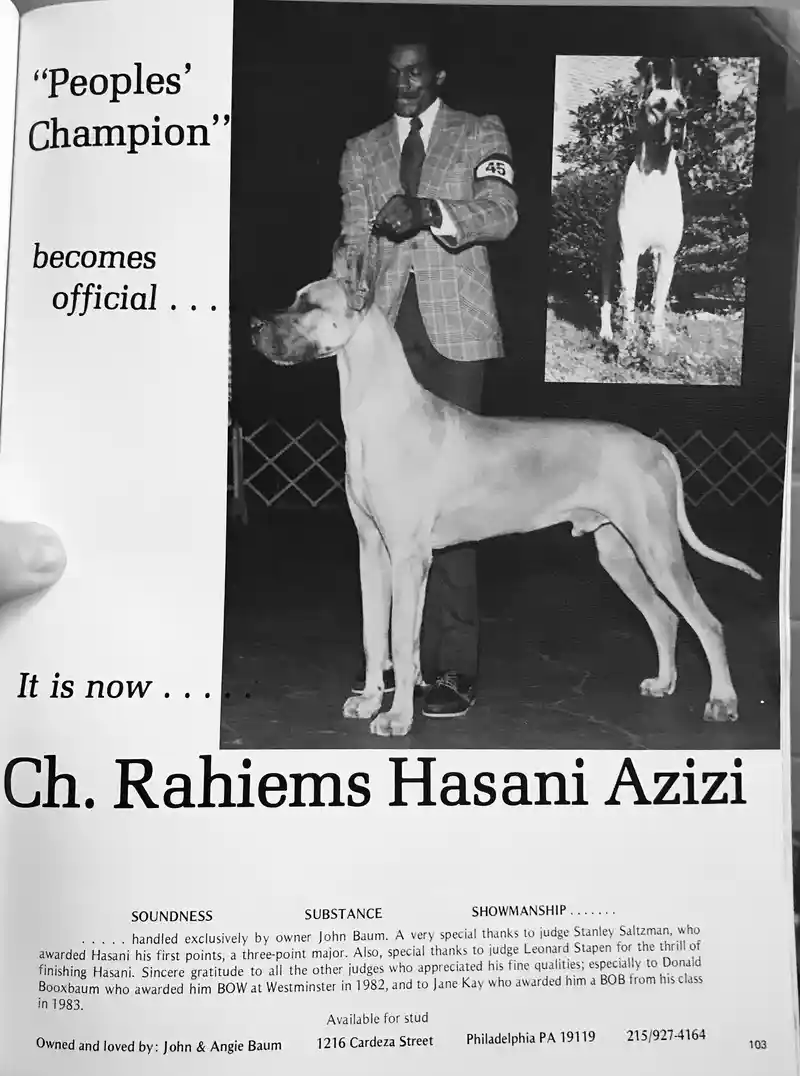 "Peoples'
Champion"
becomes
official . . .
45
It is now . . . . .
Ch. Rahiems Hasani Azizi
SOUNDNESS SUBSTANCE SHOWMANSHIP . . . . . . .
. . . . . handled exclusively by owner John Baum. A very special thanks to judge Stanley Saltzman, who
awarded Hasani his first points, a three-point major. Also, special thanks to judge Leonard Stapen for the thrill of
finishing Hasani. Sincere gratitude to all the other judges who appreciated his fine qualities; especially to Donald
Booxbaum who awarded him BOW at Westminster in 1982, and to Jane Kay who awarded him a BOB from his class
in 1983.
Available for stud
Owned and loved by: John & Angie Baum 1216 Cardeza Street Philadelphia PA 19119 215/927-4164
103